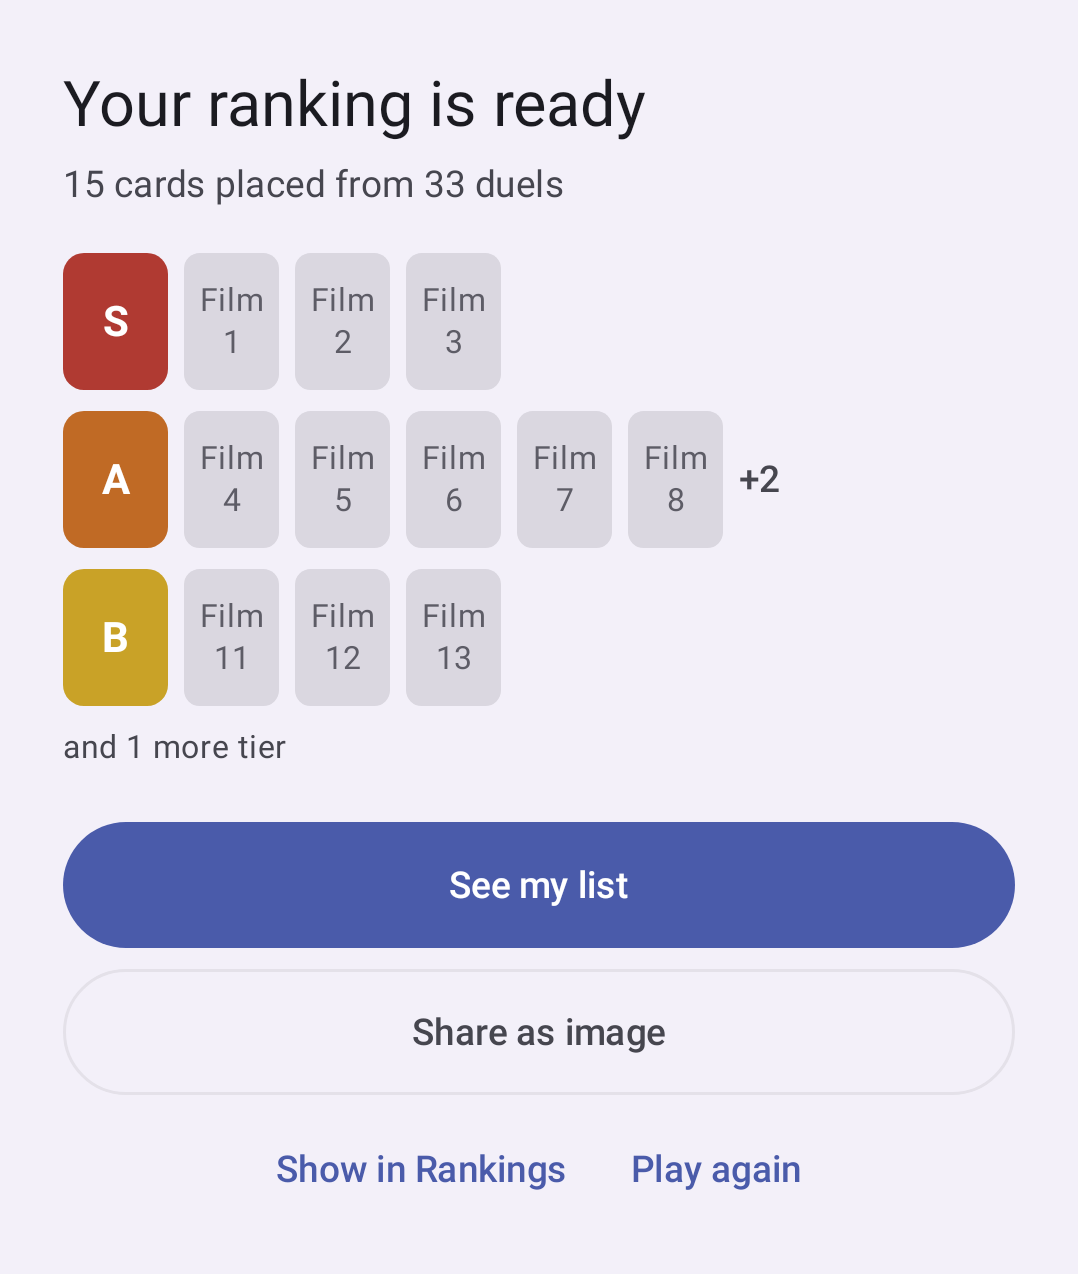 Your ranking is ready
15 cards placed from 33 duels
S
Film
1
Film
2
Film
3
A
Film
4
Film
5
Film
6
Film
7
Film
8
+2
B
Film
11
Film
12
Film
13
and 1 more tier
See my list
Share as image
Show in Rankings
Play again